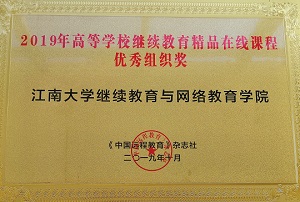 2019年高等学校继续教育精品在线课程
优秀组织奖
江南大学继续教育与网络教育学院
《中国远程教育》杂志社
二〇一九年十月